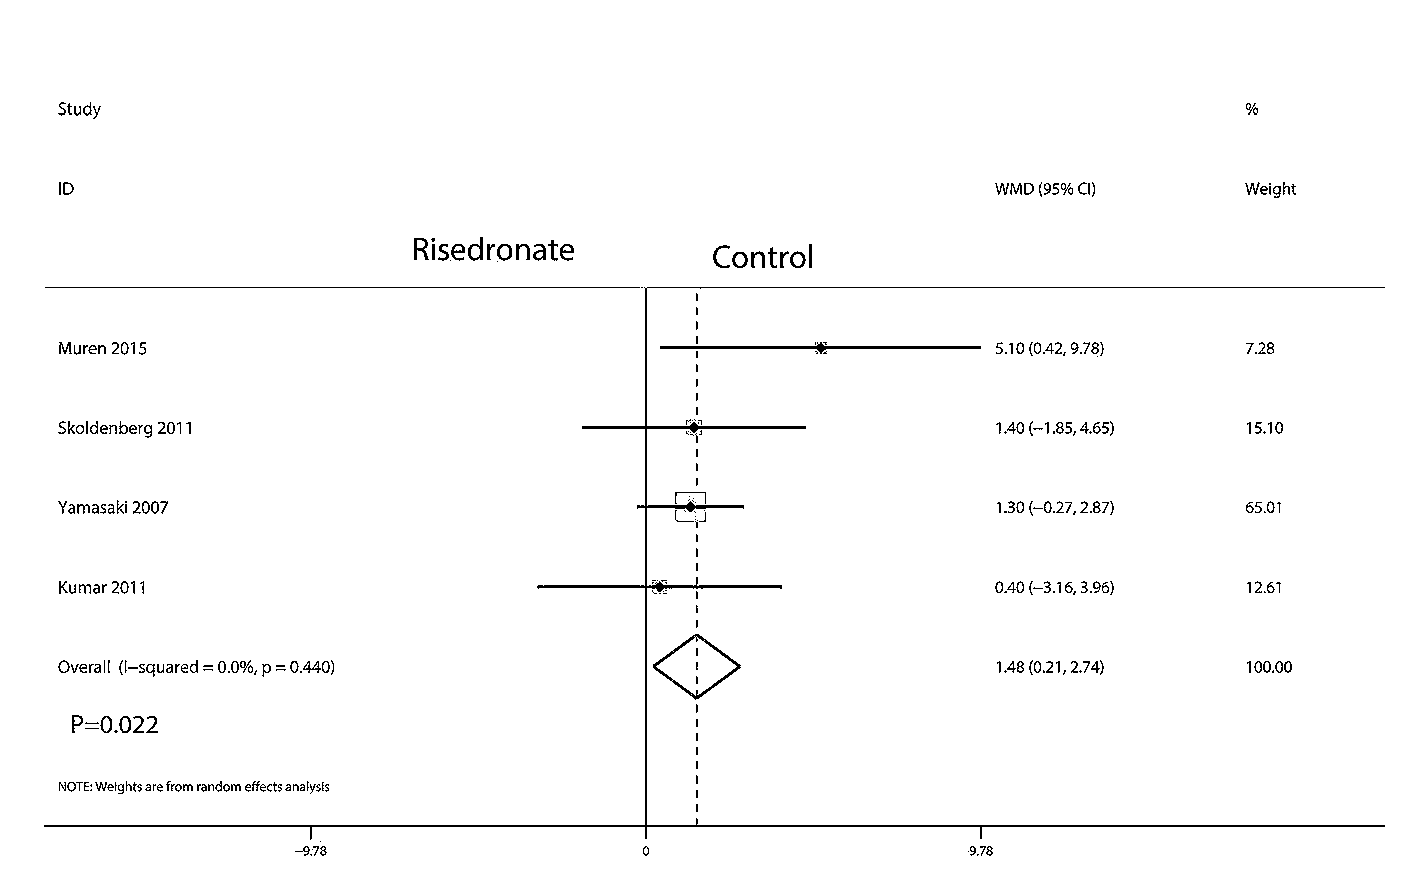 Study %
ID WMD (95% CI) Weight
Risedronate Control
Muren 2015 5.10 (0.42, 9.78) 7.28
Skoldenberg 2011 1.40 (−1.85, 4.65) 15.10
Yamasaki 2007 1.30 (−0.27, 2.87) 65.01
Kumar 2011 0.40 (−3.16, 3.96) 12.61
Overall (I−squared = 0.0%, p = 0.440) 1.48 (0.21, 2.74) 100.00
P=0.022
NOTE: Weights are from random effects analysis
−9.78 0 9.78